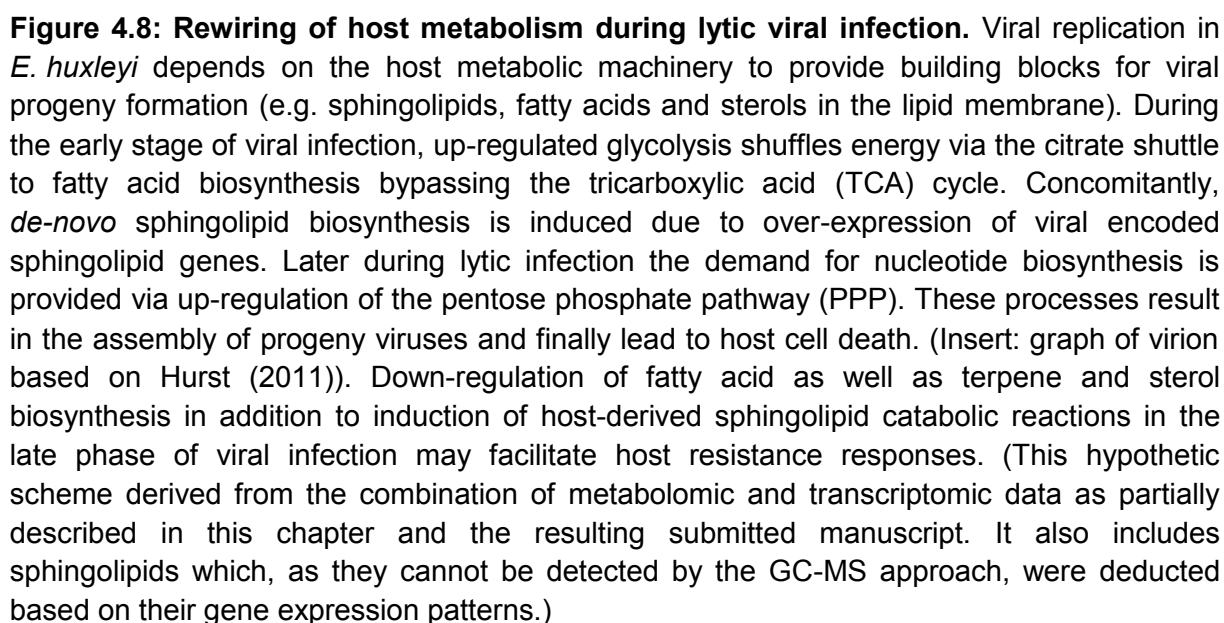 Figure 4.8: Rewiring of host metabolism during lytic viral infection. Viral replication in
E. huxleyi depends on the host metabolic machinery to provide building blocks for viral
progeny formation (e.g. sphingolipids, fatty acids and sterols in the lipid membrane). During
the early stage of viral infection, up-regulated glycolysis shuffles energy via the citrate shuttle
to fatty acid biosynthesis bypassing the tricarboxylic acid (TCA) cycle. Concomitantly,
de-novo sphingolipid biosynthesis is induced due to over-expression of viral encoded
sphingolipid genes. Later during lytic infection the demand for nucleotide biosynthesis is
provided via up-regulation of the pentose phosphate pathway (PPP). These processes result
in the assembly of progeny viruses and finally lead to host cell death. (Insert: graph of virion
based on Hurst (2011)). Down-regulation of fatty acid as well as terpene and sterol
biosynthesis in addition to induction of host-derived sphingolipid catabolic reactions in the
late phase of viral infection may facilitate host resistance responses. (This hypothetic
scheme derived from the combination of metabolomic and transcriptomic data as partially
described in this chapter and the resulting submitted manuscript. It also includes
sphingolipids which, as they cannot be detected by the GC-MS approach, were deducted
based on their gene expression patterns.)